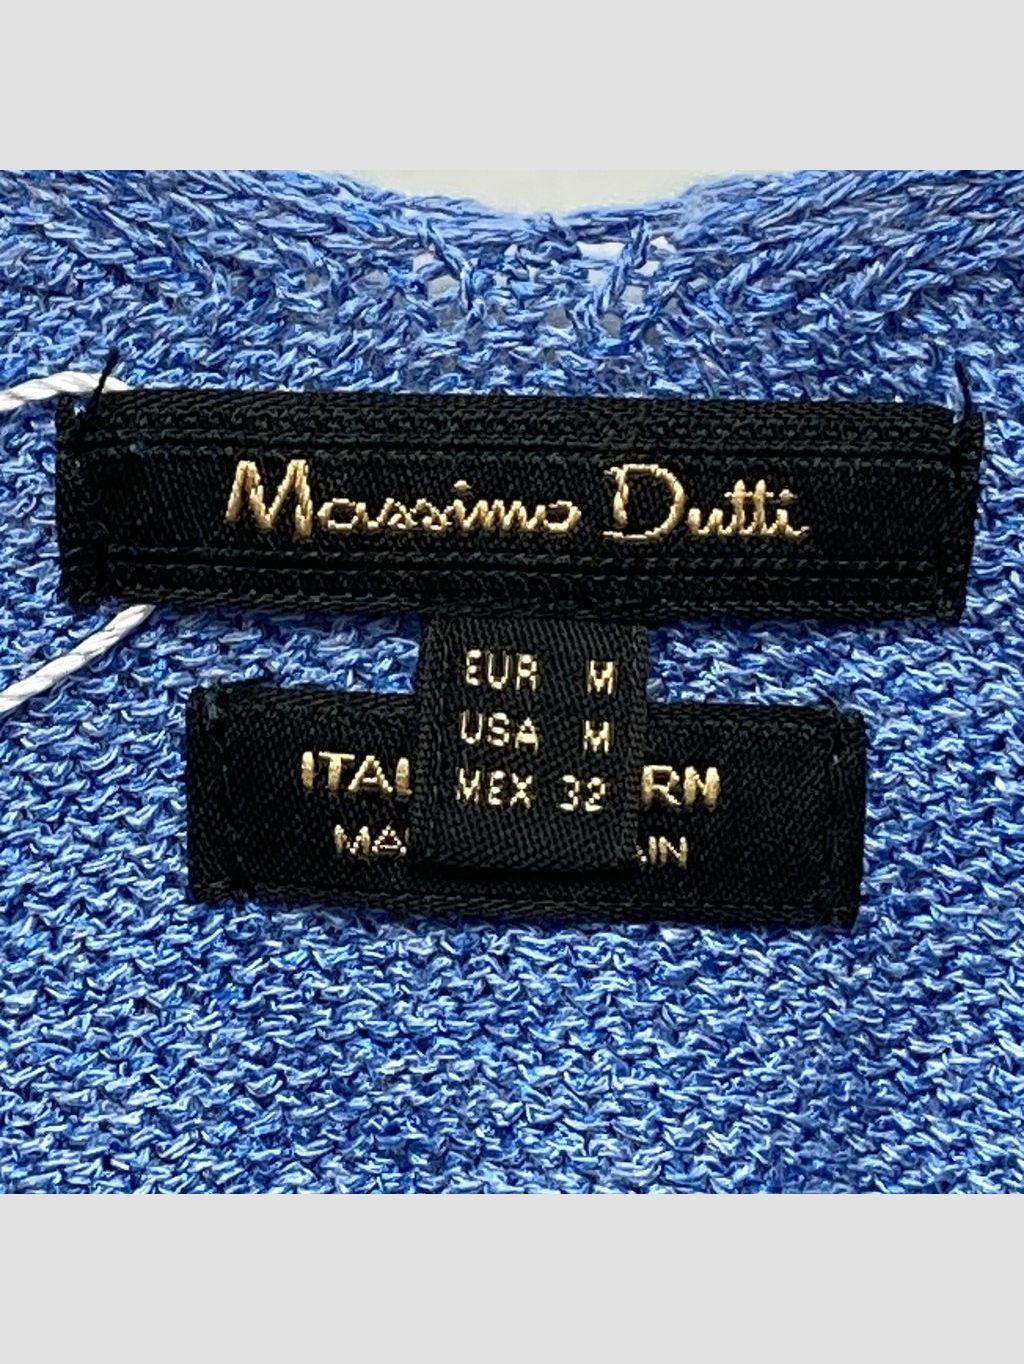 Massimo Dutti
EUR M
USA M
MEX 32